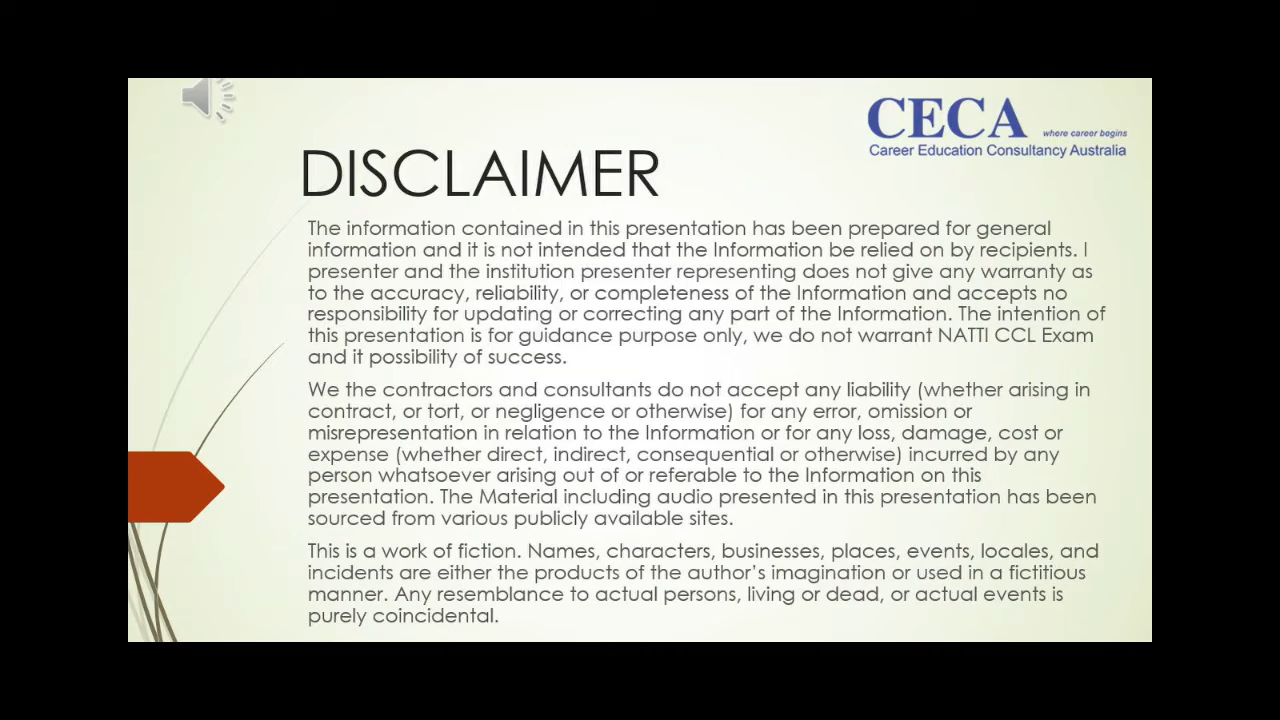 CECA where career begins
Career Education Consultancy Australia
DISCLAIMER
The information contained in this presentation has been prepared for general
information and it is not intended that the Information be relied on by recipients. I
presenter and the institution presenter representing does not give any warranty as
to the accuracy, reliability, or completeness of the Information and accepts no
responsibility for updating or correcting any part of the Information. The intention of
this presentation is for guidance purpose only, we do not warrant NATTI CCL Exam
and it possibility of success.
We the contractors and consultants do not accept any liability (whether arising in
contract, or tort, or negligence or otherwise) for any error, omission or
misrepresentation in relation to the Information or for any loss, damage, cost or
expense (whether direct, indirect, consequential or otherwise) incurred by any
person whatsoever arising out of or referable to the Information on this
presentation. The Material including audio presented in this presentation has been
sourced from various publicly available sites.
This is a work of fiction. Names, characters, businesses, places, events, locales, and
incidents are either the products of the author's imagination or used in a fictitious
manner. Any resemblance to actual persons, living or dead, or actual events is
purely coincidental.